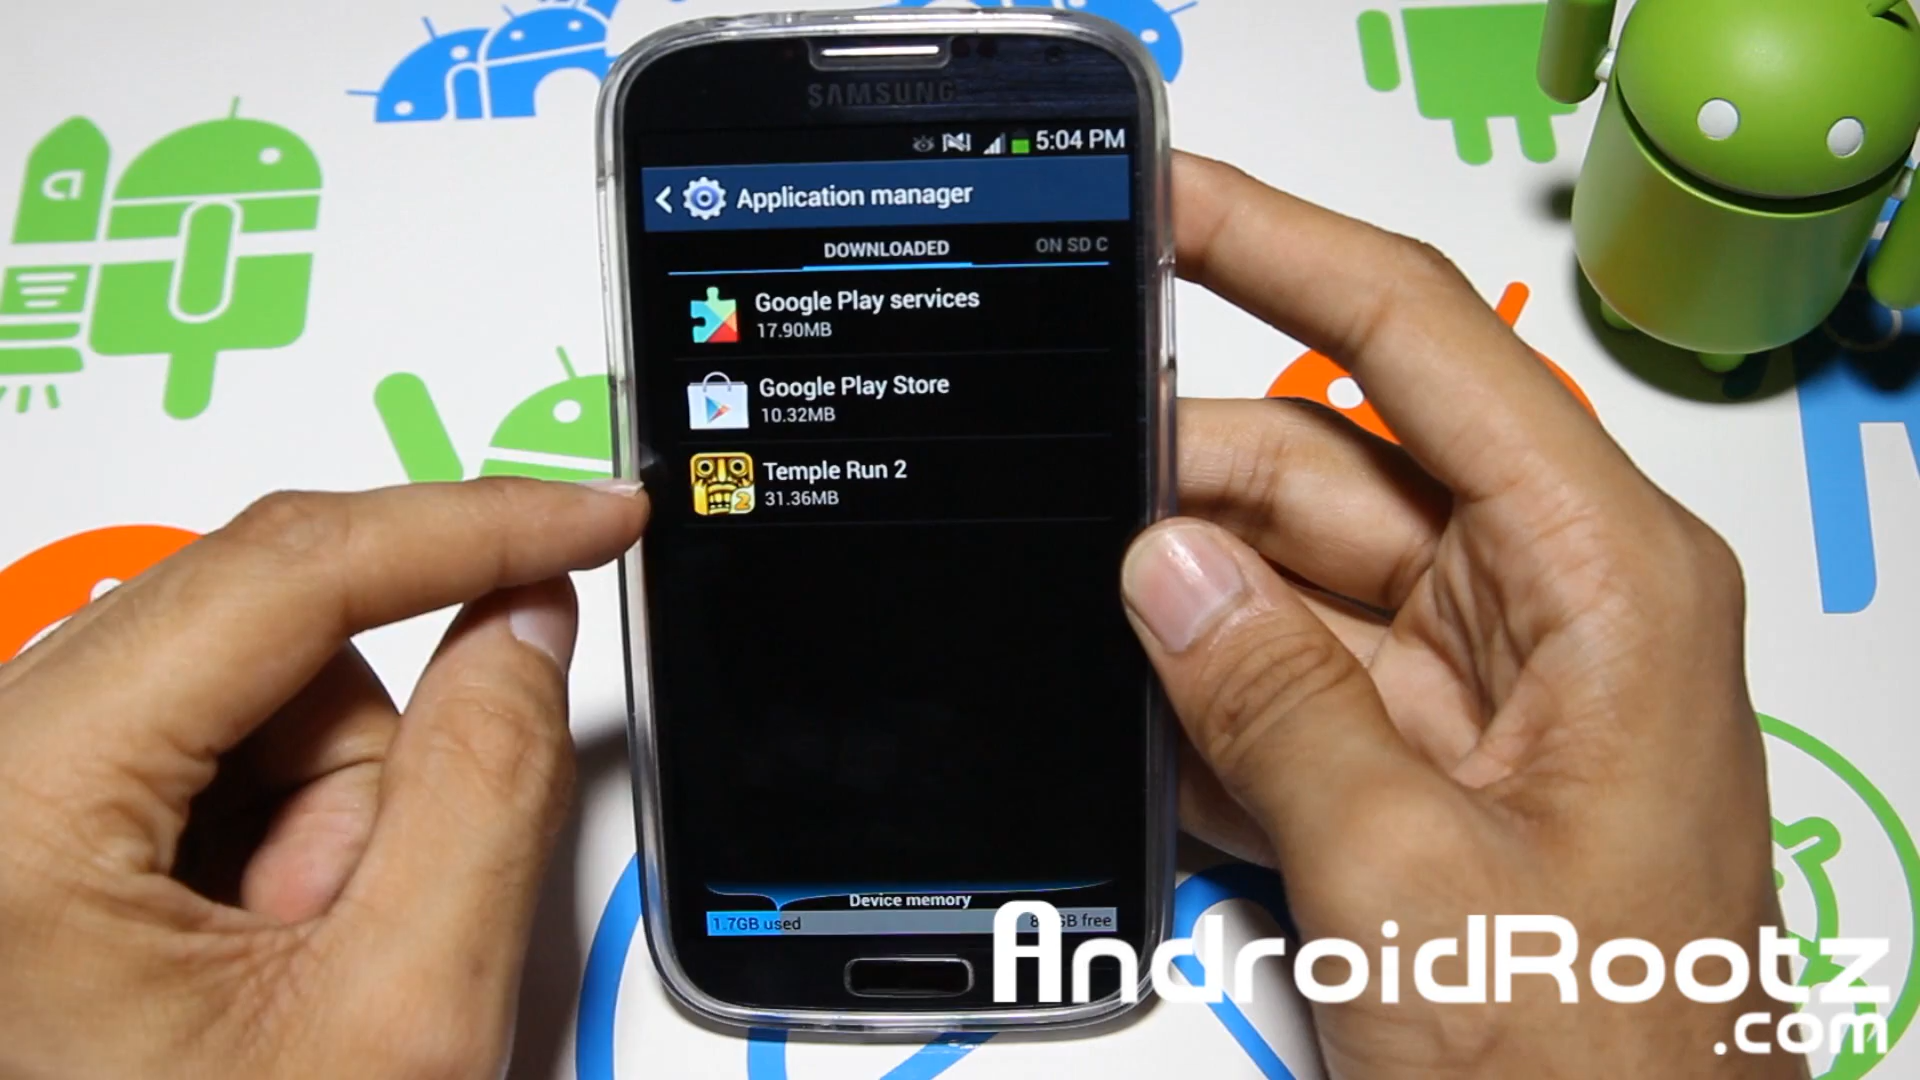 SAMSUNG
5:04 PM
Application manager
DOWNLOADED
ON SD C
Google Play services
17.90MB
Google Play Store
10.32MB
Temple Run 2
31.36MB
Device memory
1.7GB used
GB free
AndroidRootz
.com